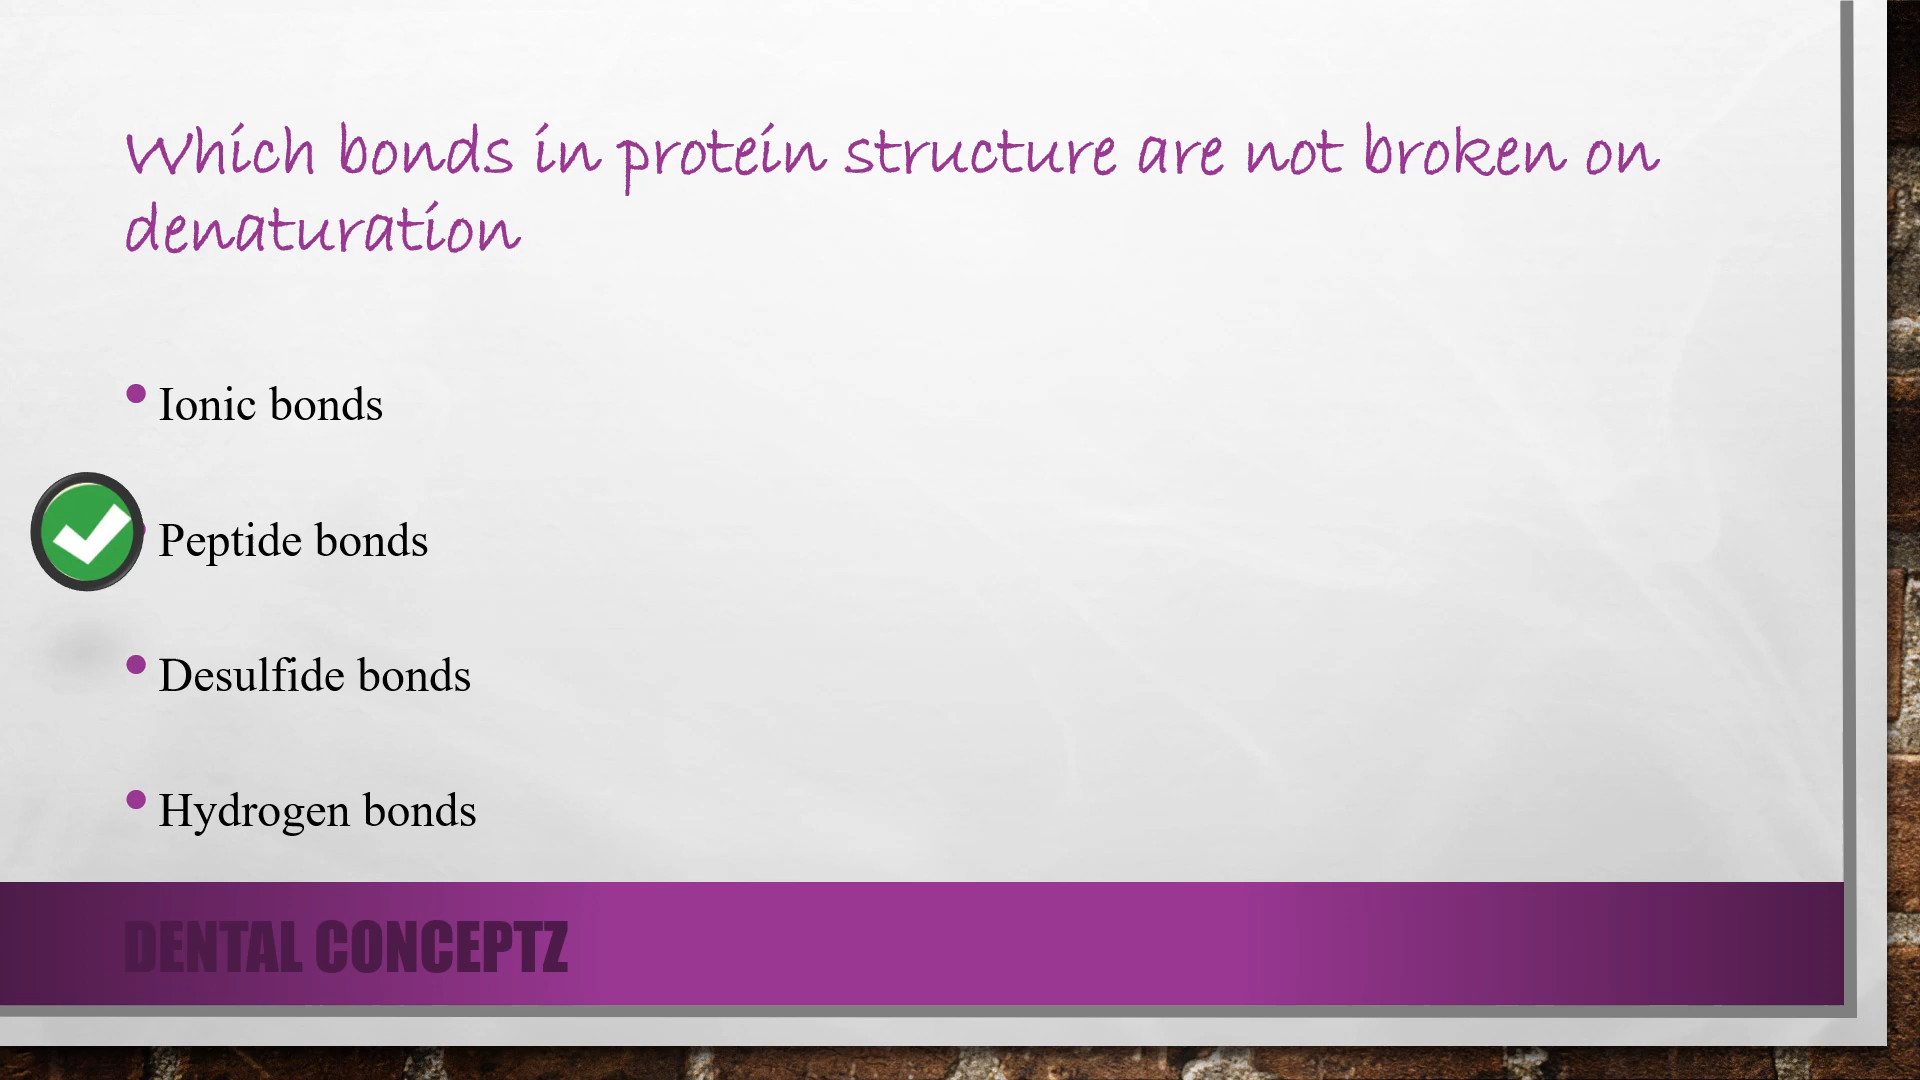 Which bonds in protein structure are not broken on
denaturation
• Ionic bonds
Peptide bonds
• Desulfide bonds
• Hydrogen bonds
DENTAL CONCEPTZ